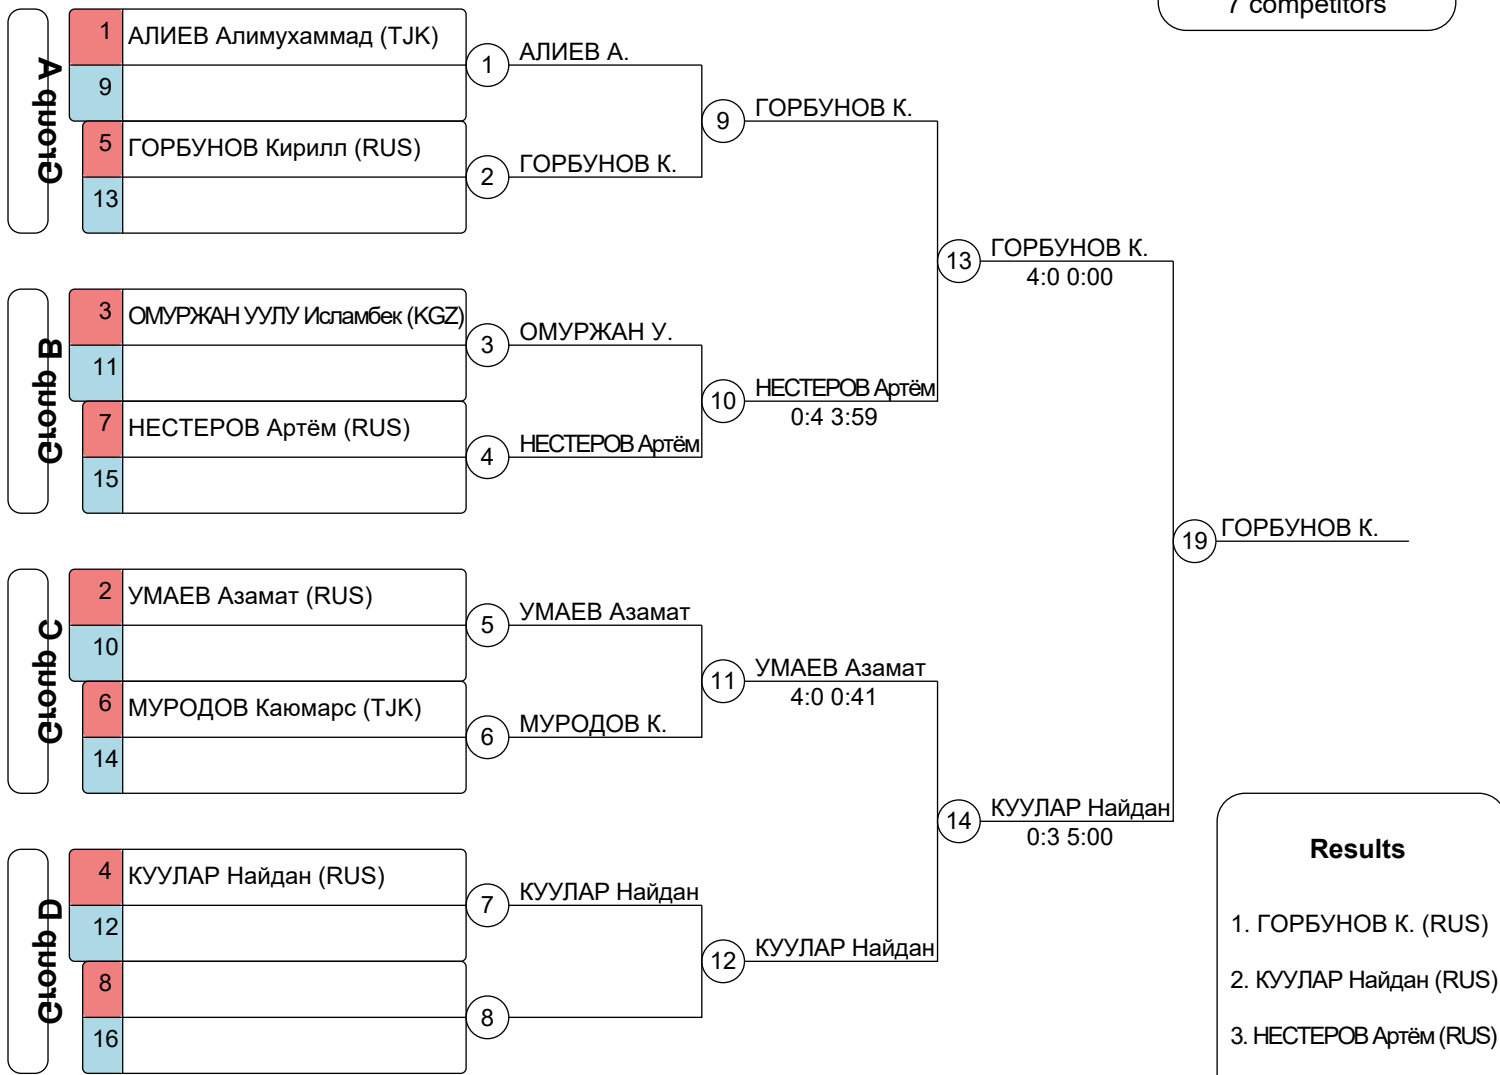 7 competitors
1 АЛИЕВ Алимухаммад (TJK)
9
5 ГОРБУНОВ Кирилл (RUS)
13
1 АЛИЕВ А.
2 ГОРБУНОВ К.
9 ГОРБУНОВ К.
3 ОМУРЖАН УУЛУ Исламбек (KGZ)
11
7 НЕСТЕРОВ Артём (RUS)
15
3 ОМУРЖАН У.
4 НЕСТЕРОВ Артём
10 НЕСТЕРОВ Артём
0:4 3:59
13 ГОРБУНОВ К.
4:0 0:00
2 УМАЕВ Азамат (RUS)
10
6 МУРОДОВ Каюмарс (TJK)
14
5 УМАЕВ Азамат
6 МУРОДОВ К.
11 УМАЕВ Азамат
4:0 0:41
4 КУУЛАР Найдан (RUS)
12
8
16
7 КУУЛАР Найдан
8
12 КУУЛАР Найдан
14 КУУЛАР Найдан
0:3 5:00
19 ГОРБУНОВ К.
Results
1. ГОРБУНОВ К. (RUS)
2. КУУЛАР Найдан (RUS)
3. НЕСТЕРОВ Артём (RUS)